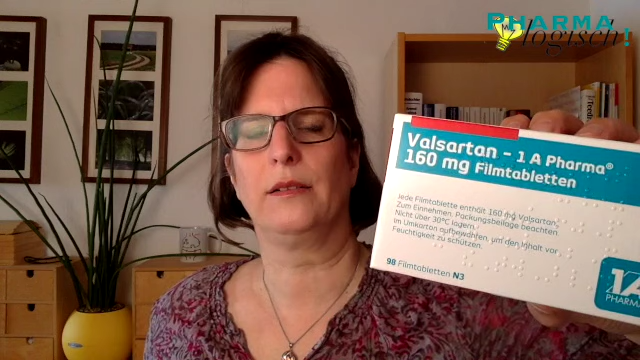 PHARMA
logisch!
Valsartan - 1 A Pharma®
160 mg Filmtabletten
Jede Filmtablette enthält 160 mg Valsartan.
Zum Einnehmen. Packungsbeilage beachten.
Nicht über 30°C lagern.
Im Umkarton aufbewahren, um den Inhalt vor
Feuchtigkeit zu schützen.
98 Filmtabletten N3
1A
PHARMA